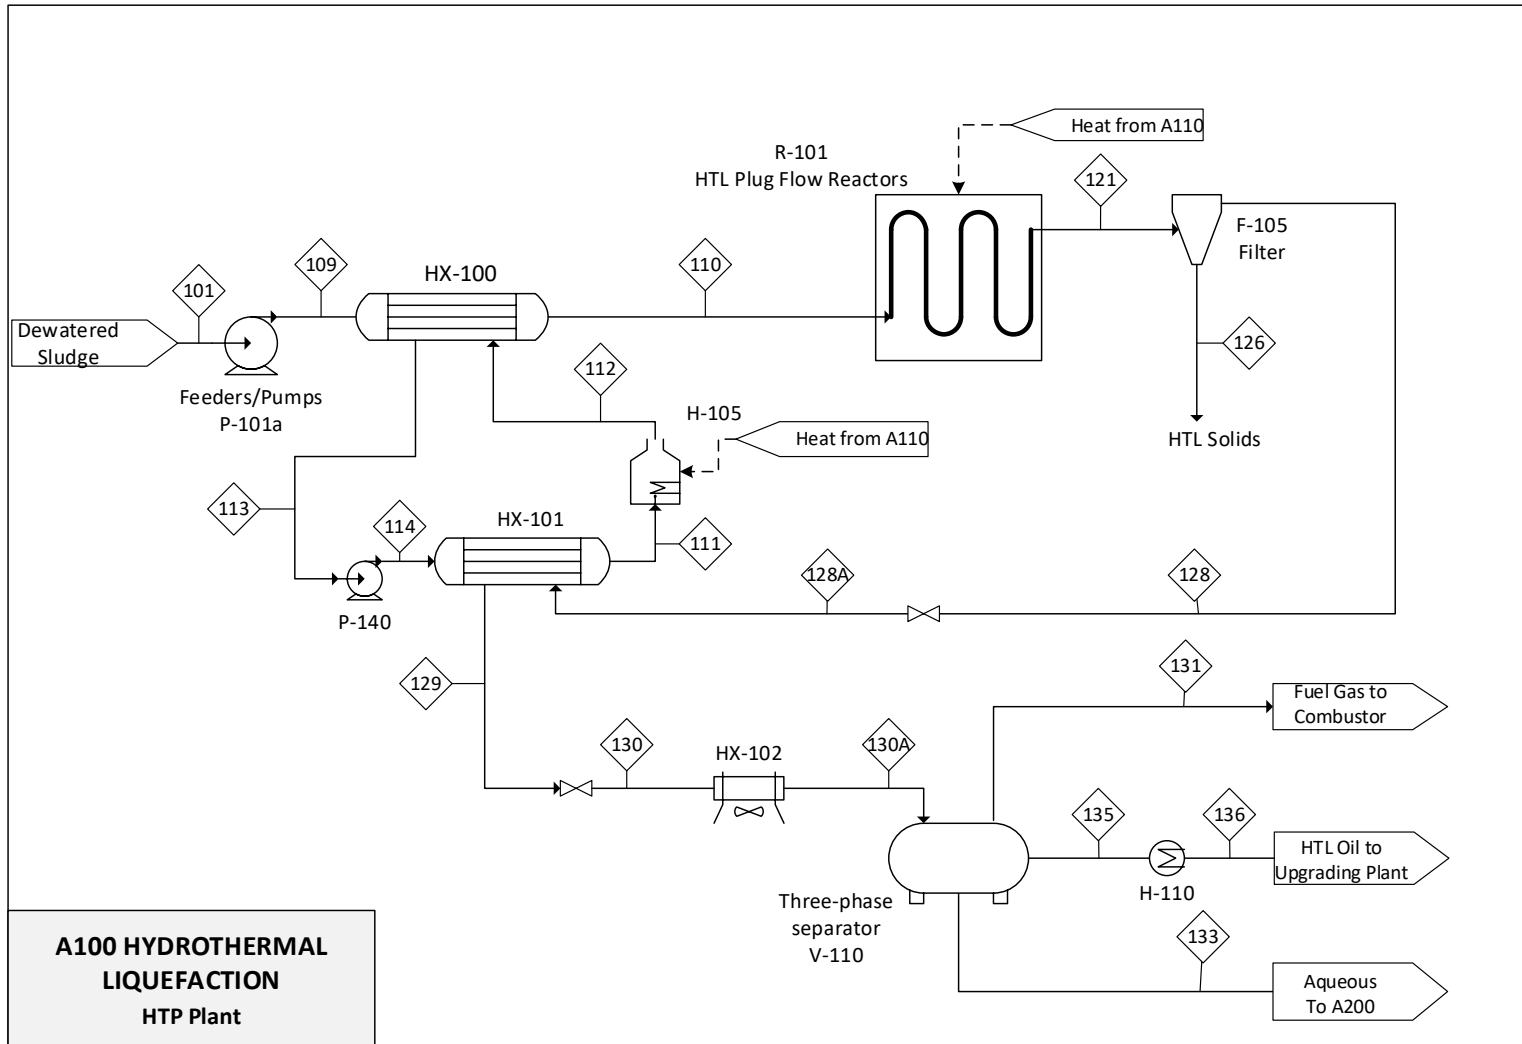 Heat from A110
R-101
HTL Plug Flow Reactors
121
F-105
Filter
109
HX-100
110
101
Dewatered
Sludge
Feeders/Pumps
P-101a
126
112
H-105
Heat from A110
HTL Solids
113
114
HX-101
111
128A
128
P-140
129
131
Fuel Gas to
Combustor
130
HX-102
130A
135
136
HTL Oil to
Upgrading Plant
H-110
Three-phase
separator
V-110
133
Aqueous
To A200
A100 HYDROTHERMAL
LIQUEFACTION
HTP Plant